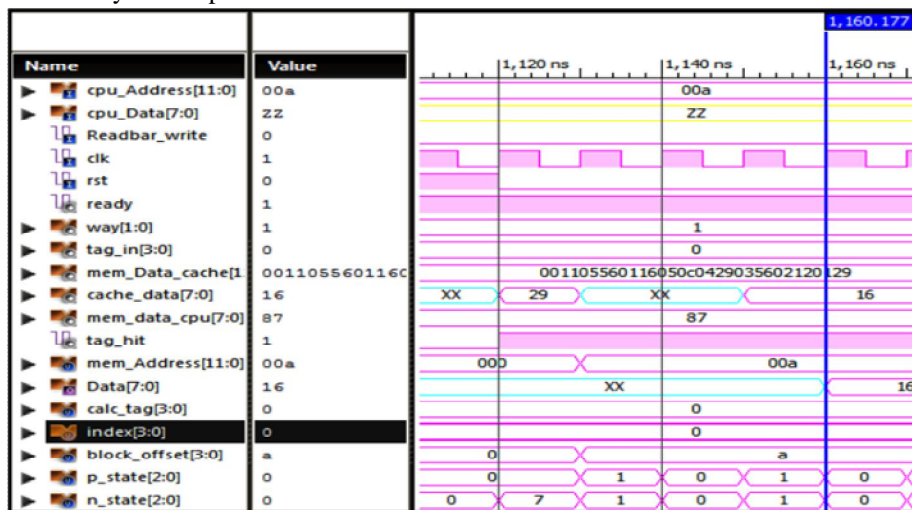 1,160.177
Name Value 1,120 ns 1,140 ns 1,160 ns
cpu_Address[11:0] 00a 00a
cpu_Data[7:0] ZZ ZZ
Readbar_write 0
clk 1
rst 0
ready 1
way[1:0] 1 1
tag_in[3:0] 0 0
mem_Data_cache[1 0011055601160 001105560116050c0429035602120129
cache_data[7:0] 16 XX 29 XX 16
mem_data_cpu[7:0] 87 87
tag_hit 1
mem_Address[11:0] 00a 000 00a
Data[7:0] 16 XX 16
calc_tag[3:0] 0 0
index[3:0] 0 0
block_offset[3:0] a 0 a
p_state[2:0] 0 0 1 0 1 0
n_state[2:0] 0 0 7 1 0 1 0